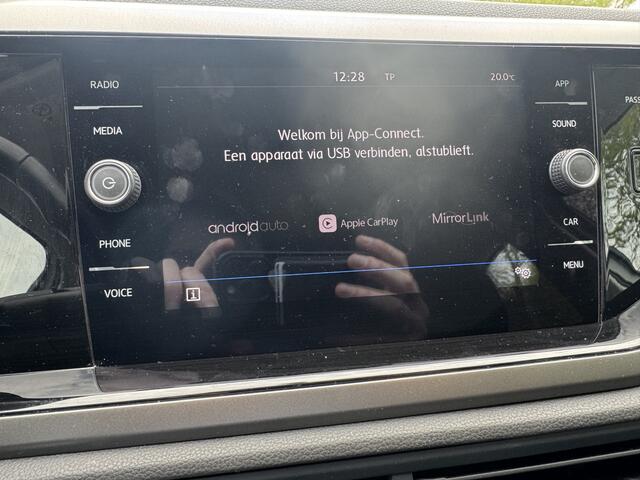 RADIO
MEDIA
PHONE
VOICE
12:28 TP 20.0°C
Welkom bij App-Connect.
Een apparaat via USB verbinden, alstublieft.
androidauto Apple CarPlay MirrorLink
i
APP
SOUND
CAR
MENU
PASS